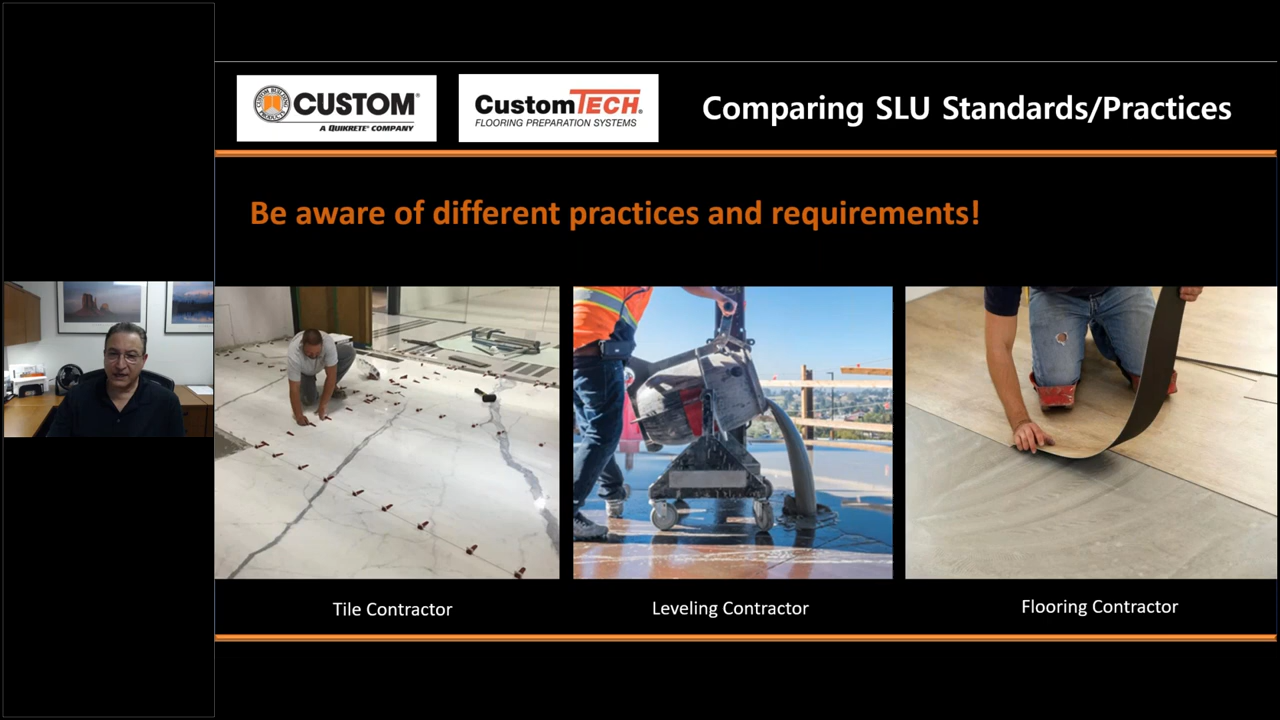 CUSTOM®
A QUIKRETE® COMPANY
CustomTECH®
FLOORING PREPARATION SYSTEMS
Comparing SLU Standards/Practices
Be aware of different practices and requirements!
Tile Contractor
Leveling Contractor
Flooring Contractor